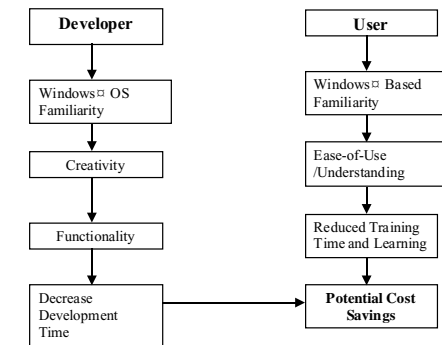 Developer
Windows¤ OS
Familiarity
Creativity
Functionality
Decrease
Development
Time
User
Windows¤ Based
Familiarity
Ease-of-Use
/Understanding
Reduced Training
Time and Learning
Potential Cost
Savings